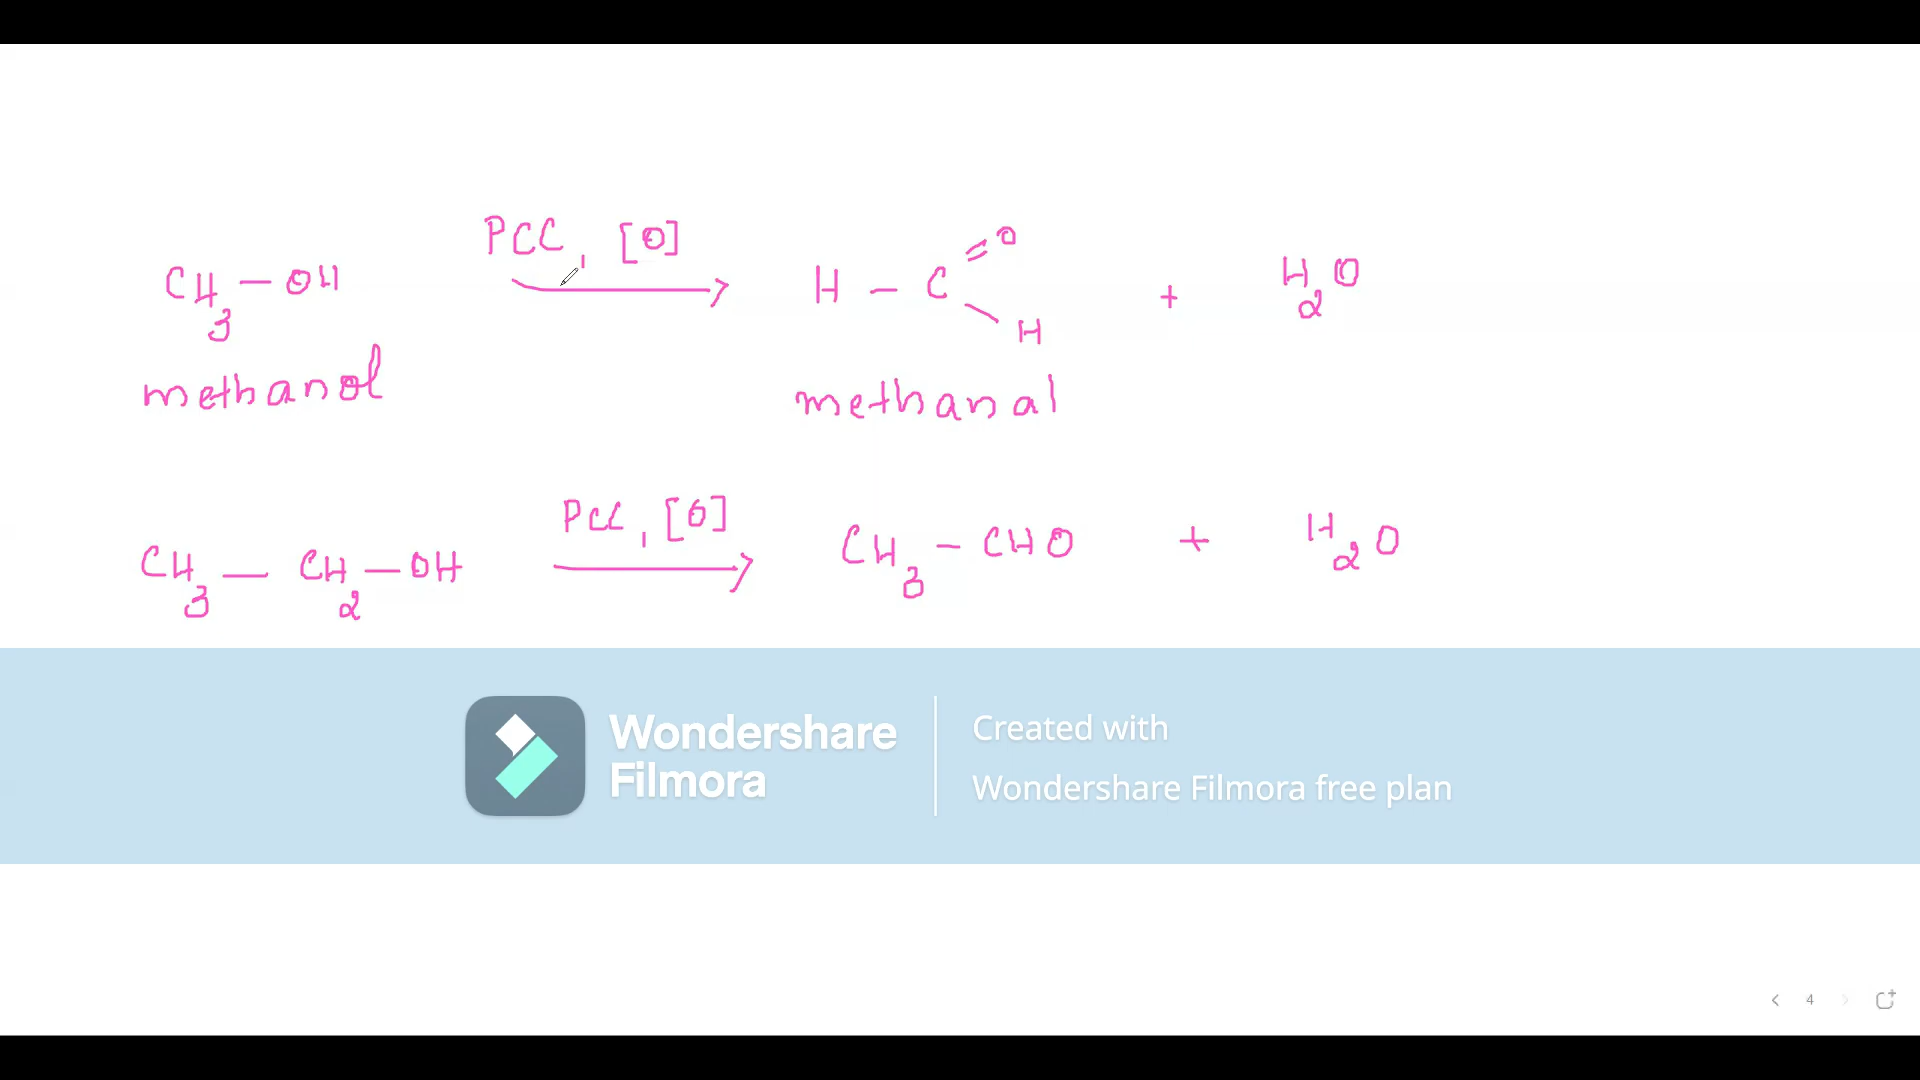 CH3 — OH PCC, [O] → H — C =O H + H2O
methanol methanal
CH3 — CH2 — OH PCC, [O] → CH3 — CHO + H2O
Wondershare Filmora
Created with
Wondershare Filmora free plan
4